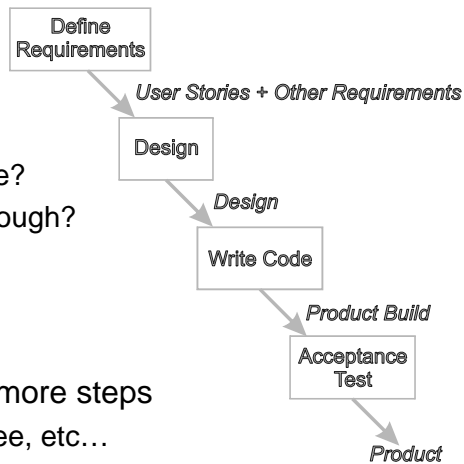 Define
Requirements
User Stories + Other Requirements
Design
e?
Design
ough?
Write Code
Product Build
Acceptance
Test
more steps
ee, etc…
Product